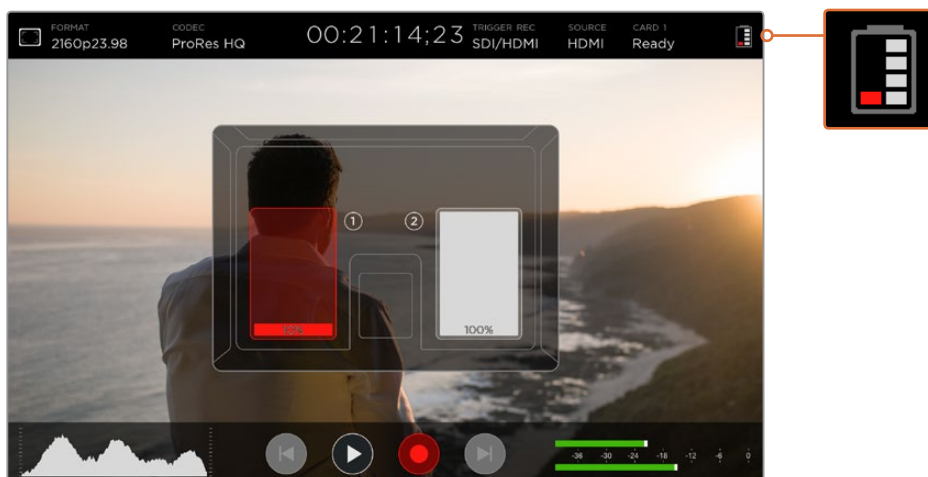 FORMAT
2160p23.98
CODEC
ProRes HQ
00:21:14;23
TRIGGER REC
SDI/HDMI
SOURCE
HDMI
CARD 1
Ready
1
2
100%
-36 -30 -24 -18 -12 -6 0